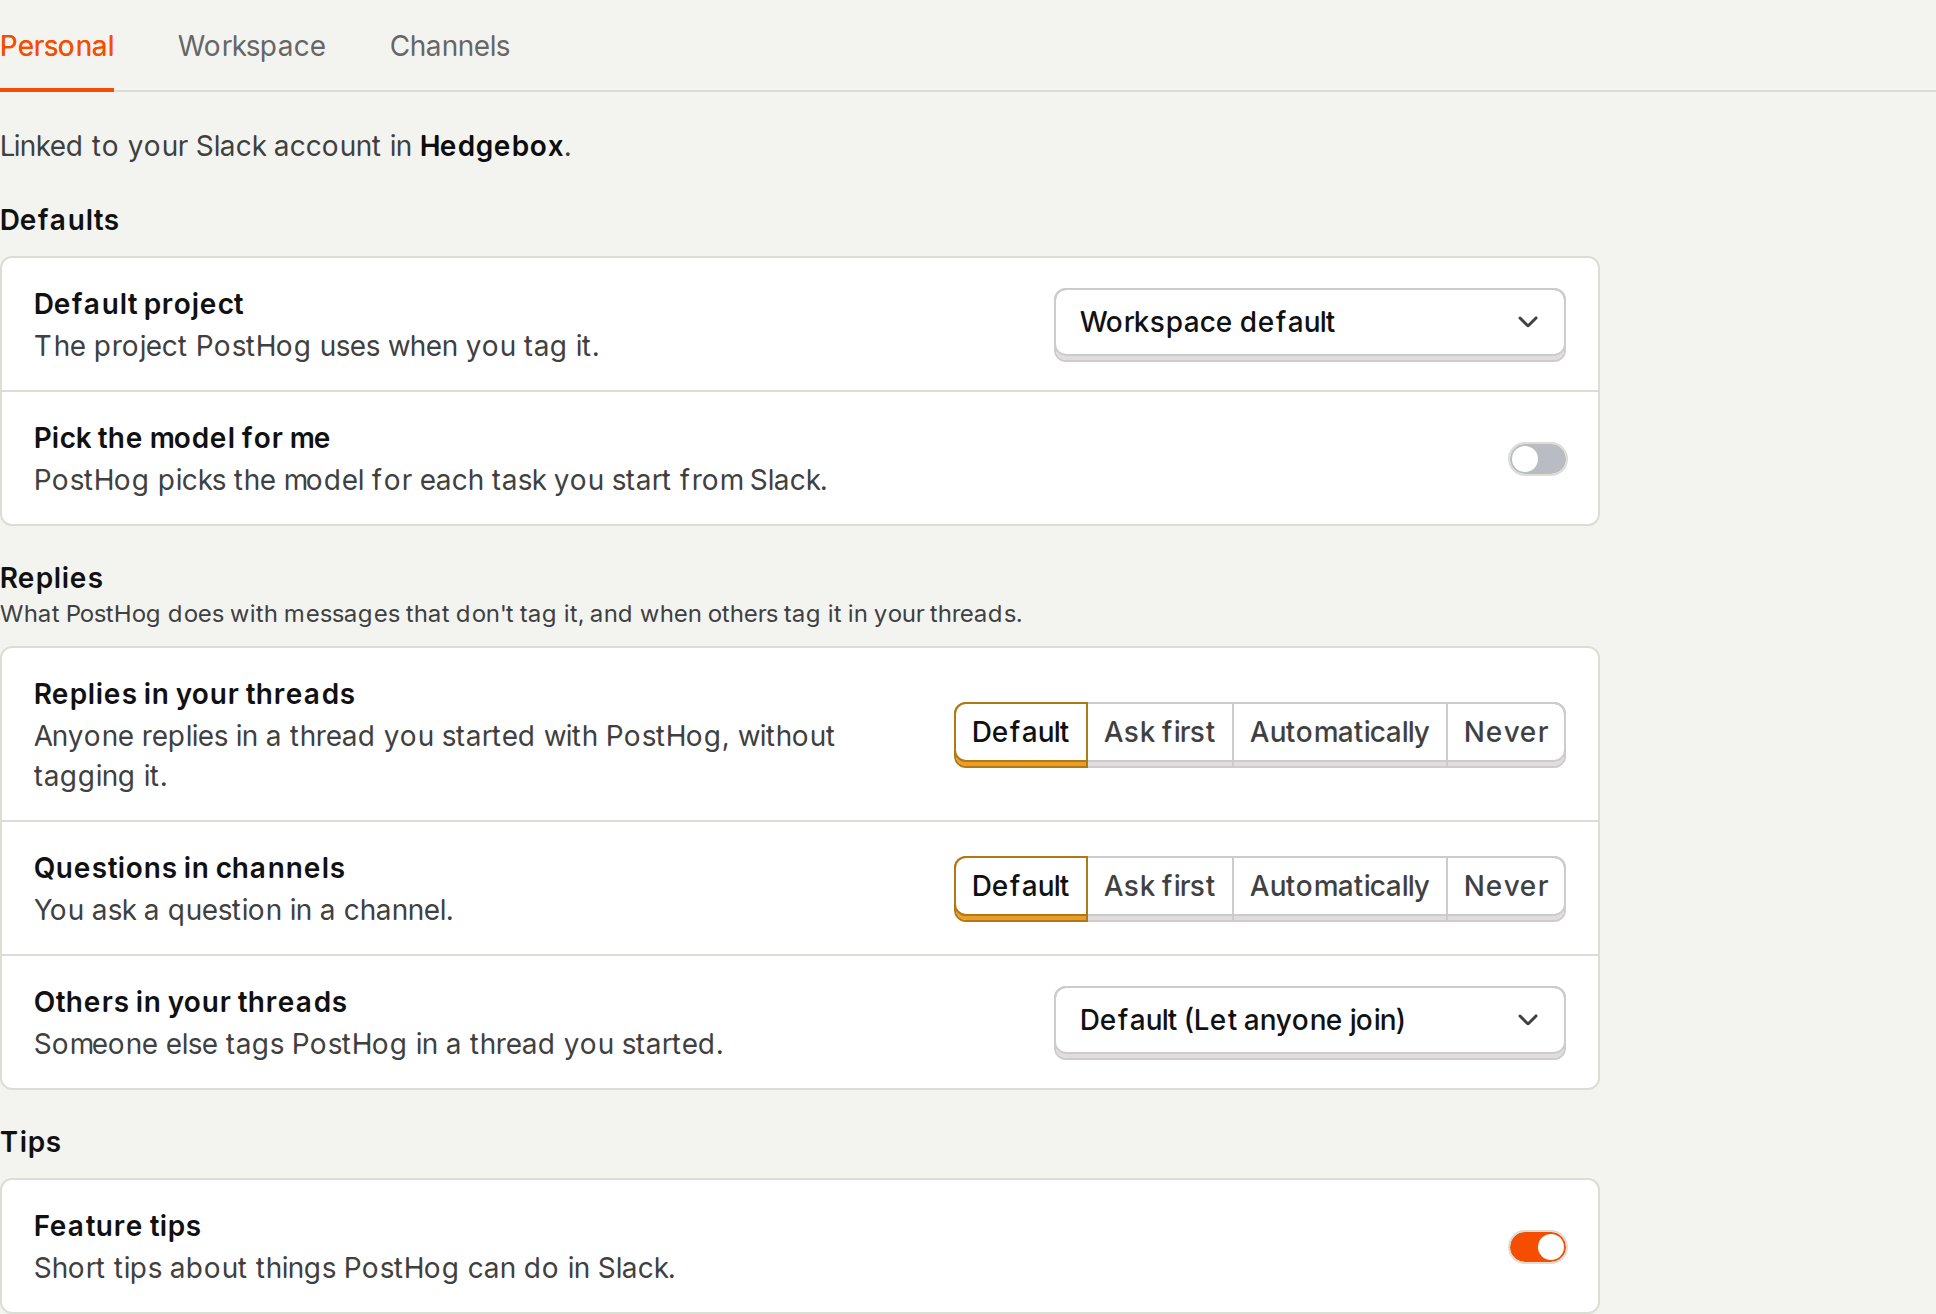 Personal Workspace Channels
Linked to your Slack account in Hedgebox.
Defaults
Default project
The project PostHog uses when you tag it.
Workspace default
Pick the model for me
PostHog picks the model for each task you start from Slack.
Replies
What PostHog does with messages that don't tag it, and when others tag it in your threads.
Replies in your threads
Anyone replies in a thread you started with PostHog, without
tagging it.
Default Ask first Automatically Never
Questions in channels
You ask a question in a channel.
Default Ask first Automatically Never
Others in your threads
Someone else tags PostHog in a thread you started.
Default (Let anyone join)
Tips
Feature tips
Short tips about things PostHog can do in Slack.